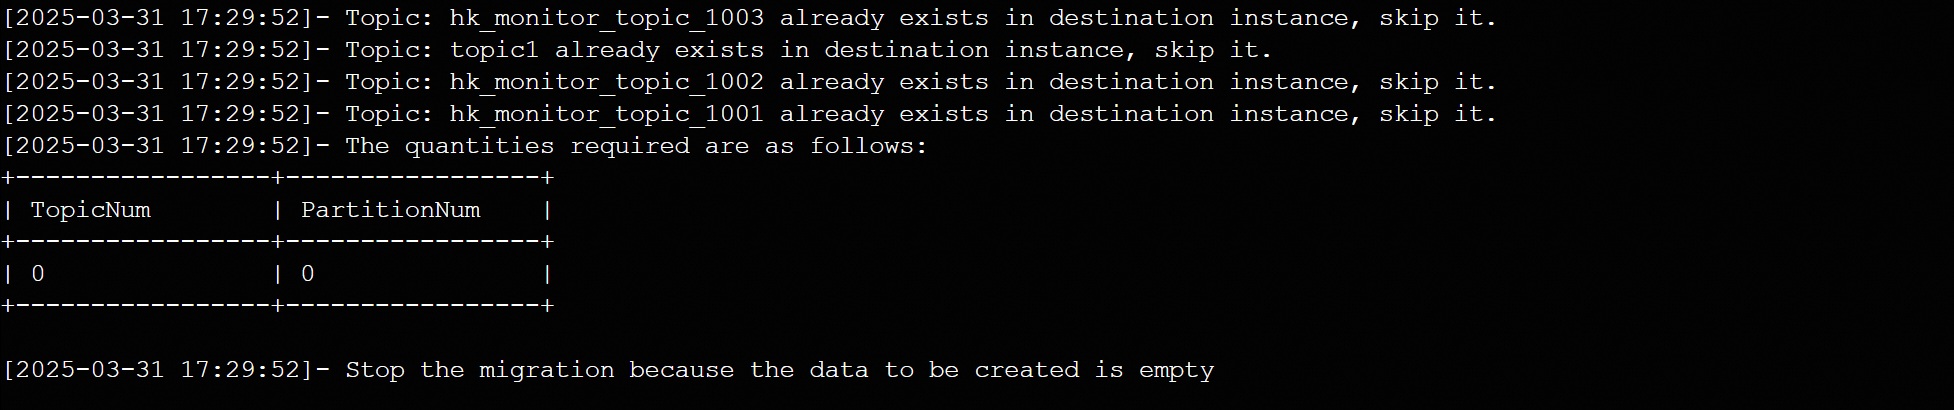 [2025-03-31 17:29:52]- Topic: hk_monitor_topic_1003 already exists in destination instance, skip it.
[2025-03-31 17:29:52]- Topic: topic1 already exists in destination instance, skip it.
[2025-03-31 17:29:52]- Topic: hk_monitor_topic_1002 already exists in destination instance, skip it.
[2025-03-31 17:29:52]- Topic: hk_monitor_topic_1001 already exists in destination instance, skip it.
[2025-03-31 17:29:52]- The quantities required are as follows:
+-----------------+-----------------+
| TopicNum        | PartitionNum    |
+-----------------+-----------------+
| 0               | 0               |
+-----------------+-----------------+
[2025-03-31 17:29:52]- Stop the migration because the data to be created is empty